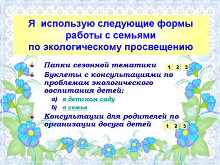 Я использую следующие формы
работы с семьями
по экологическому просвещению
Папки сезонной тематики 1 2 3
Буклеты с консультациями по
проблемам экологического
воспитания детей:
a) в детском саду
b) в семье
Консультации для родителей по
организации досуга детей 1 2 3